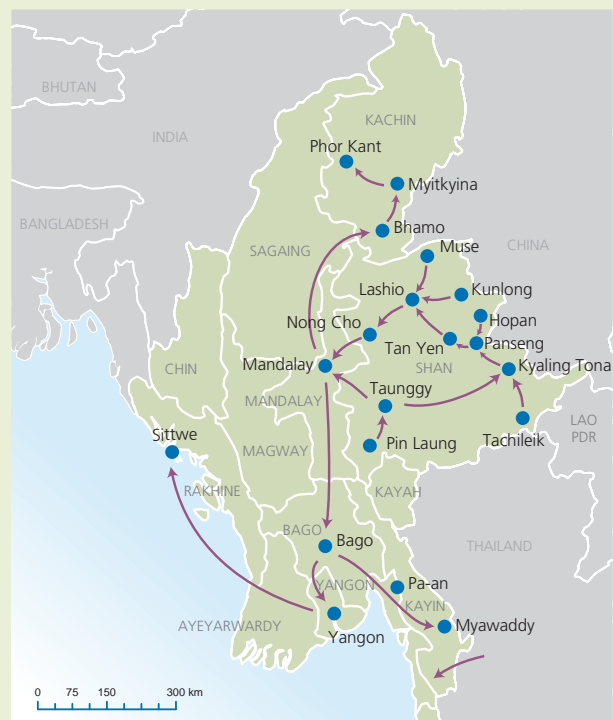 BHUTAN
KACHIN
INDIA
Phor Kant
Myitkyina
BANGLADESH
Bhamo
SAGAING
Muse
CHINA
Lashio
Kunlong
Hopan
Nong Cho
Tan Yen
Panseng
Mandalay
SHAN
Kyaling Tona
CHIN
MANDALAY
Taunggy
LAO
PDR
Sittwe
MAGWAY
Pin Laung
Tachileik
RAKHINE
KAYAH
BAGO
Bago
THAILAND
YANGON
Pa-an
KAYIN
AYEYARWARDY
Yangon
Myawaddy
0 75 150 300 km